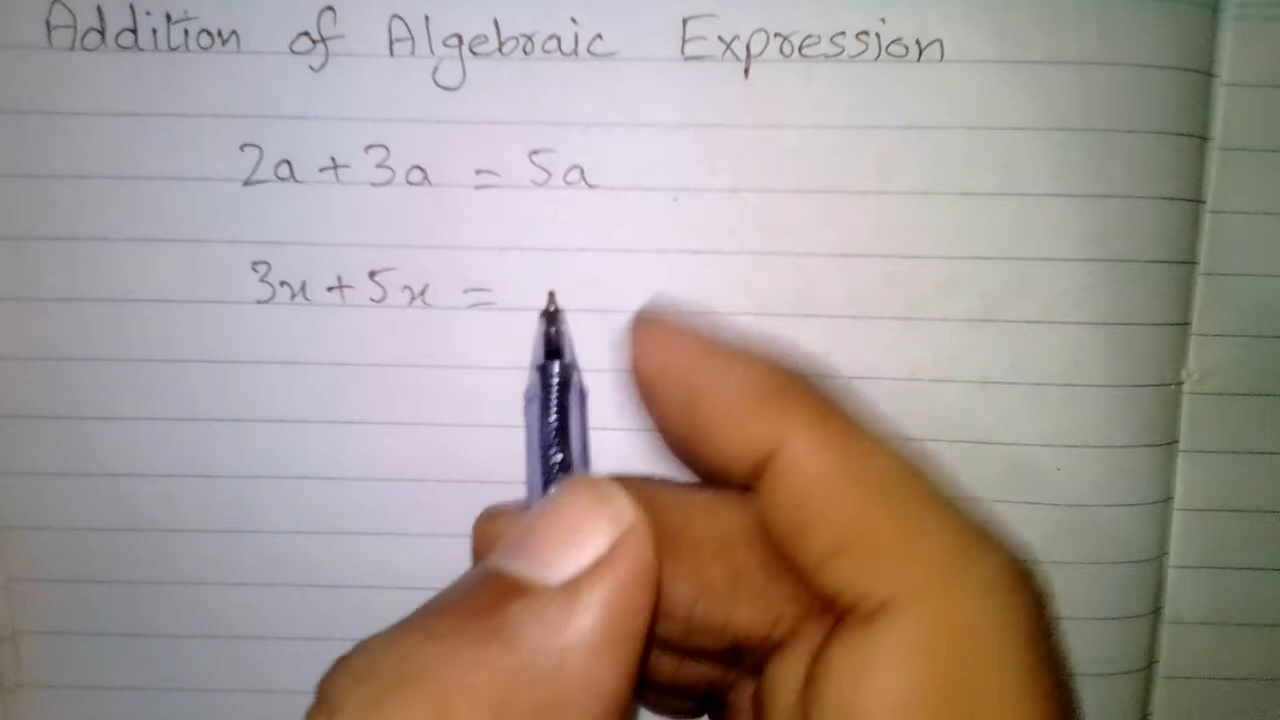 Addition of Algebraic Expression
2a + 3a = 5a
3x + 5x =